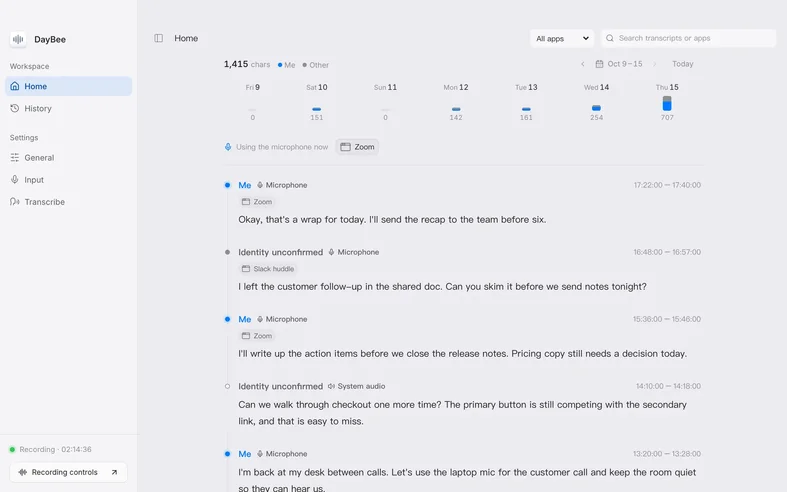 DayBee
Workspace
Home
History
Settings
General
Input
Transcribe
Recording · 02:14:36
Recording controls
Home
All apps
Search transcripts or apps
1,415 chars Me Other
Oct 9–15
Today
Fri 9 Sat 10 Sun 11 Mon 12 Tue 13 Wed 14 Thu 15
0 151 0 142 161 254 707
Using the microphone now Zoom
Me Microphone 17:22:00 – 17:40:00
Zoom
Okay, that's a wrap for today. I'll send the recap to the team before six.
Identity unconfirmed Microphone 16:48:00 – 16:57:00
Slack huddle
I left the customer follow-up in the shared doc. Can you skim it before we send notes tonight?
Me Microphone 15:36:00 – 15:46:00
Zoom
I'll write up the action items before we close the release notes. Pricing copy still needs a decision today.
Identity unconfirmed System audio 14:10:00 – 14:18:00
Can we walk through checkout one more time? The primary button is still competing with the secondary
link, and that is easy to miss.
Me Microphone 13:20:00 – 13:28:00
I'm back at my desk between calls. Let's use the laptop mic for the customer call and keep the room quiet
so they can hear us.